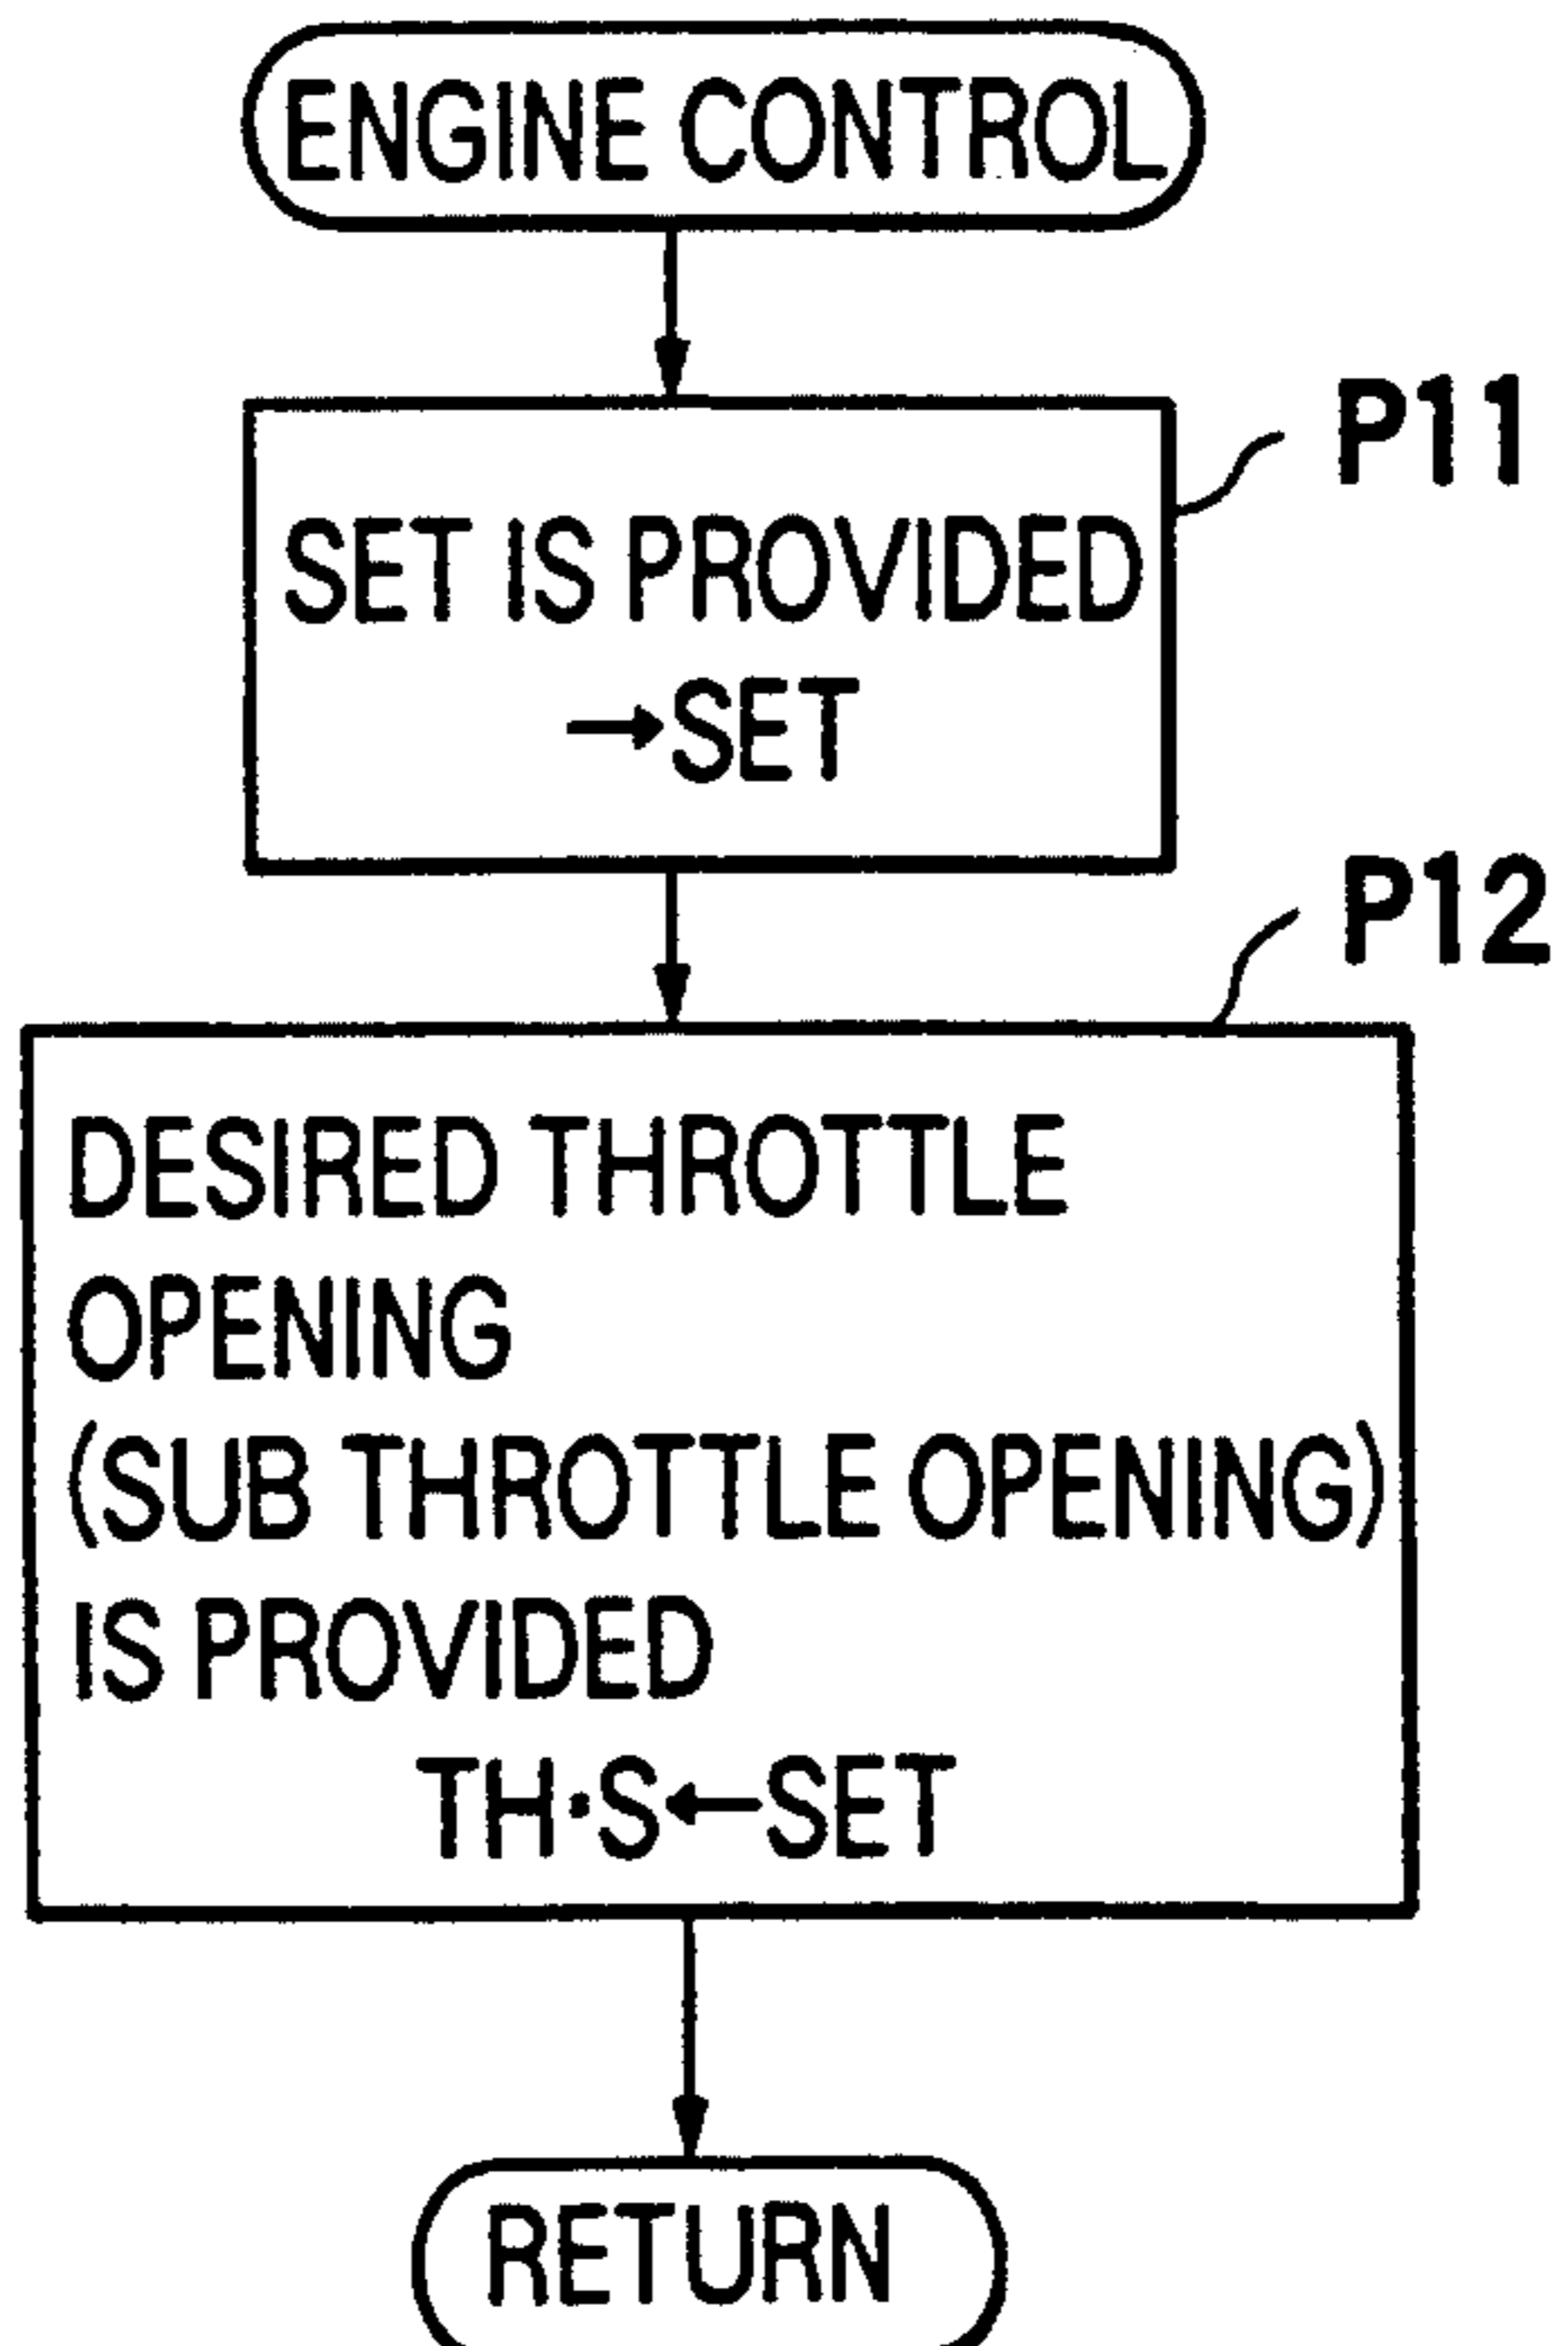 ENGINE CONTROL
P11
SET IS PROVIDED
→SET
P12
DESIRED THROTTLE
OPENING
(SUB THROTTLE OPENING)
IS PROVIDED
TH·S←SET
RETURN